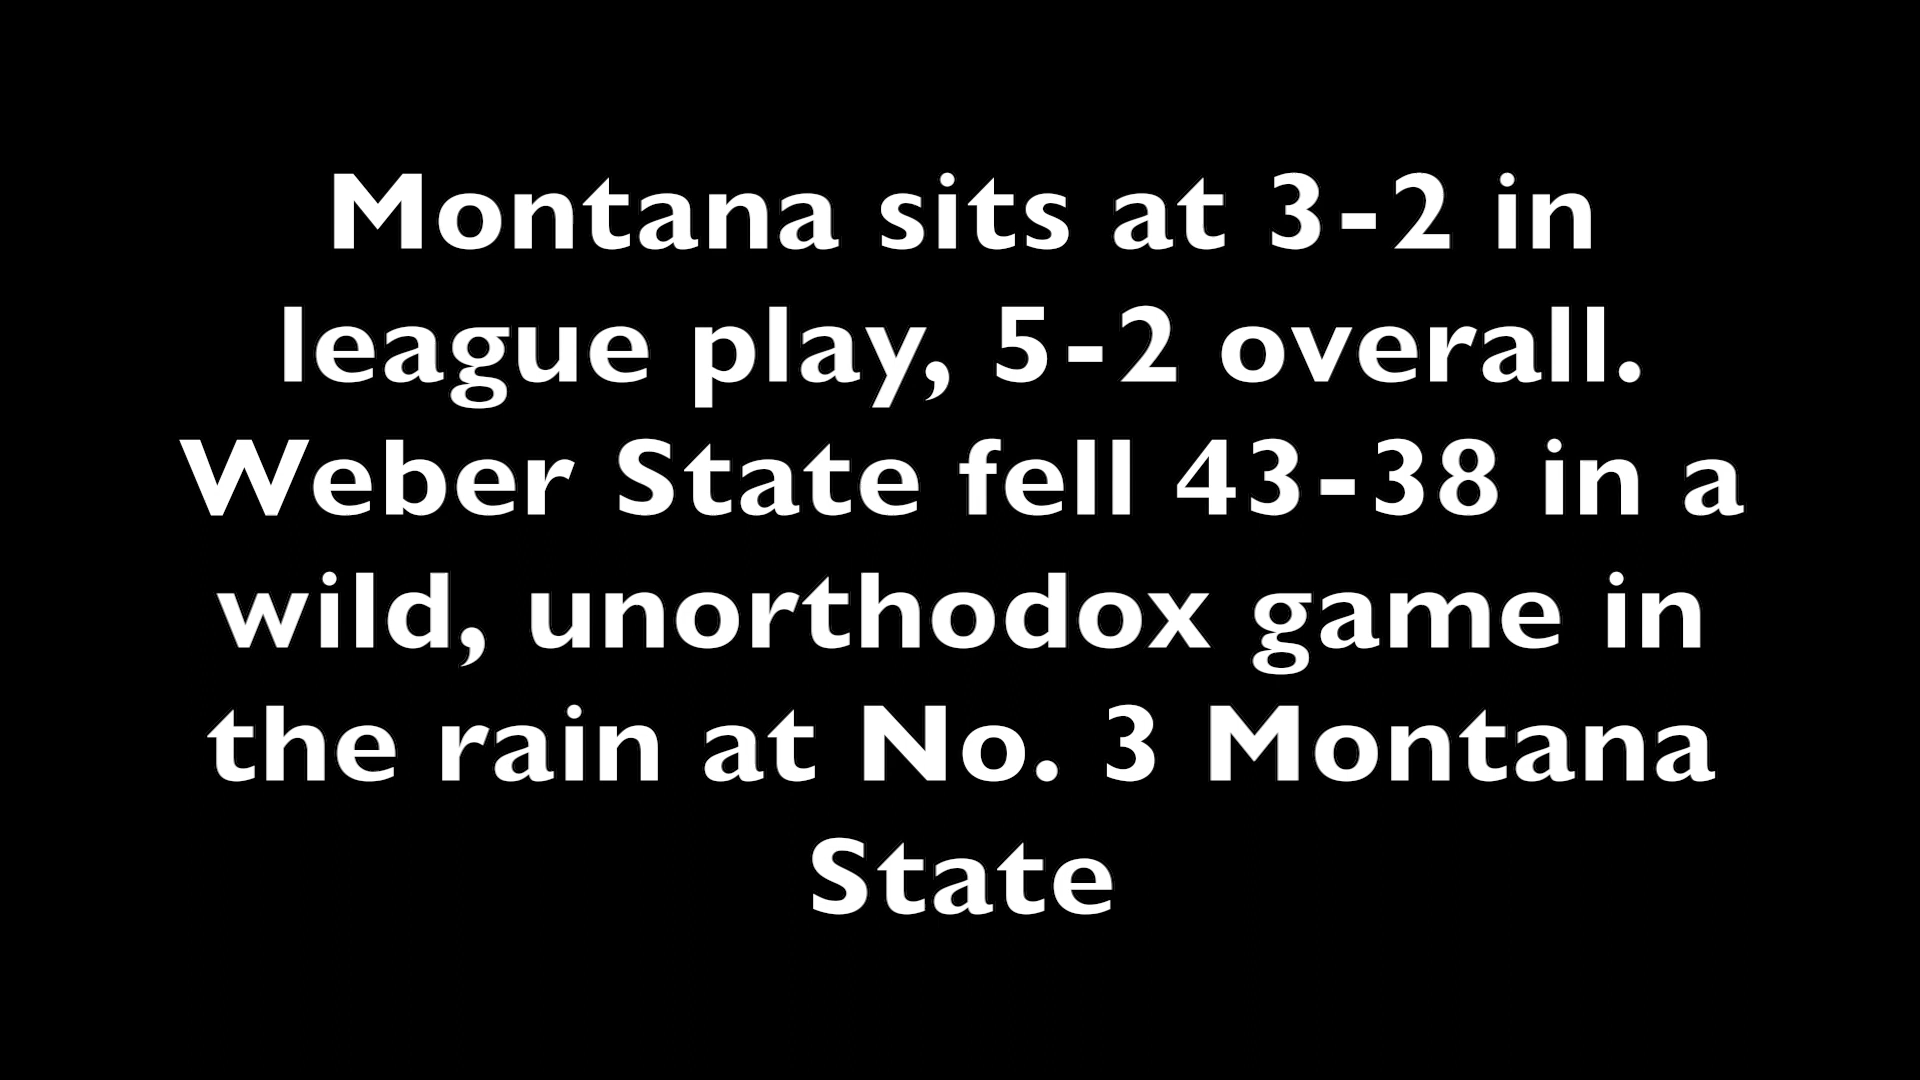 Montana sits at 3-2 in
league play, 5-2 overall.
Weber State fell 43-38 in a
wild, unorthodox game in
the rain at No. 3 Montana
State